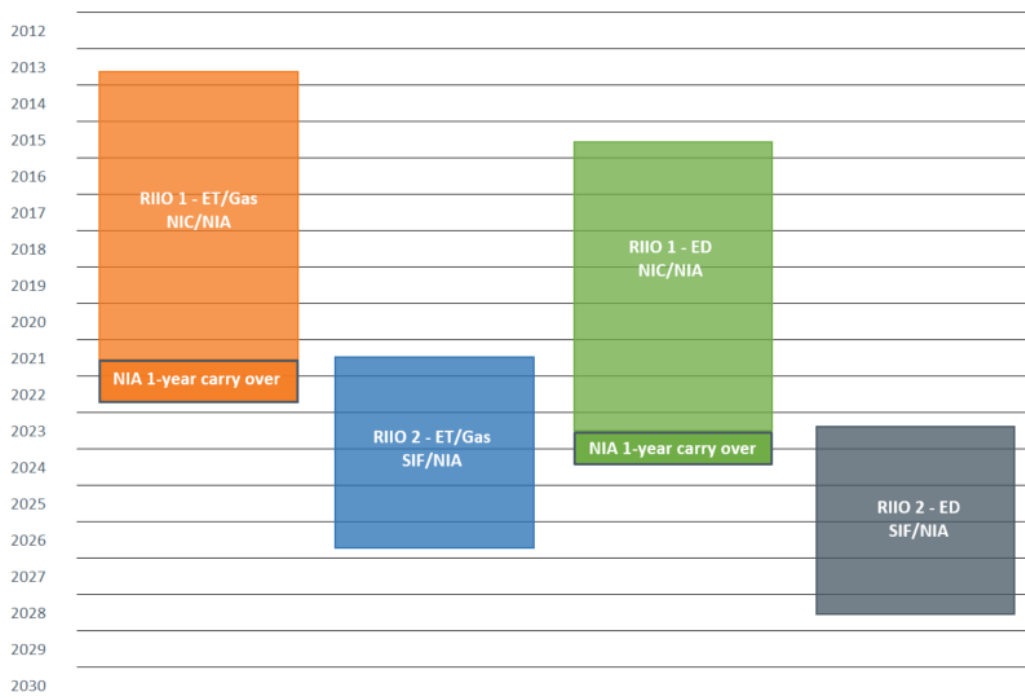 2012
2013
2014
2015
2016
2017
2018
2019
2020
2021
2022
2023
2024
2025
2026
2027
2028
2029
2030
RIIO 1 - ET/Gas
NIC/NIA
NIA 1-year carry over
RIIO 2 - ET/Gas
SIF/NIA
RIIO 1 - ED
NIC/NIA
NIA 1-year carry over
RIIO 2 - ED
SIF/NIA